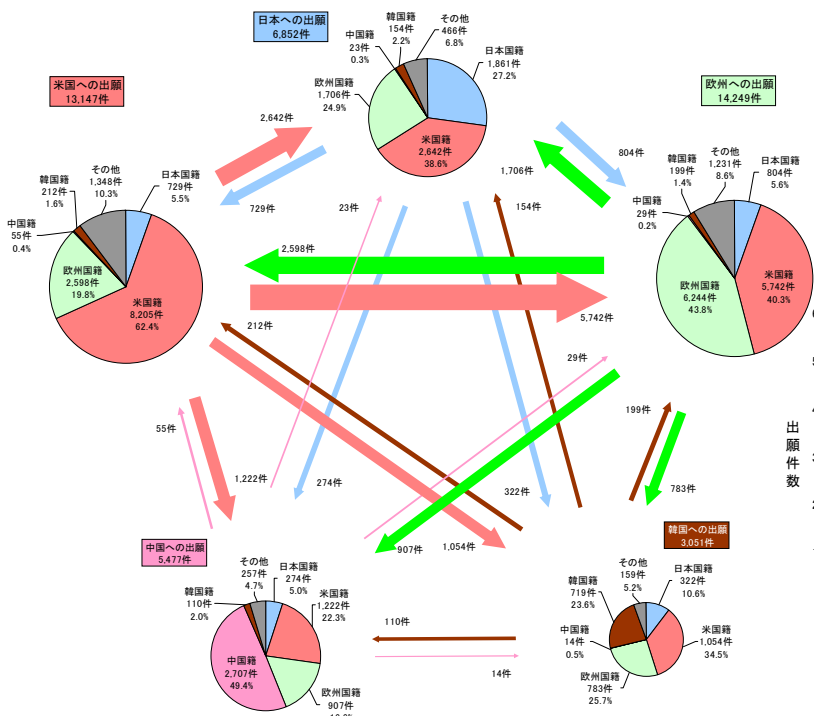 日本への出願
6,852件
韓国籍
154件
2.2%
その他
466件
6.8%
中国籍
23件
0.3%
日本国籍
1,861件
27.2%
欧州国籍
1,706件
24.9%
米国籍
2,642件
38.6%
米国への出願
13,147件
欧州への出願
14,249件
2,642件
729件
804件
1,706件
その他
1,348件
10.3%
韓国籍
212件
1.6%
日本国籍
729件
5.5%
中国籍
55件
0.4%
欧州国籍
2,598件
19.8%
米国籍
8,205件
62.4%
その他
1,231件
8.6%
韓国籍
199件
1.4%
日本国籍
804件
5.6%
中国籍
29件
0.2%
欧州国籍
6,244件
43.8%
米国籍
5,742件
40.3%
23件
154件
2,598件
5,742件
212件
29件
55件
1,222件
274件
322件
199件
783件
907件
1,054件
110件
14件
出願件数
中国への出願
5,477件
その他
257件
4.7%
日本国籍
274件
5.0%
韓国籍
110件
2.0%
米国籍
1,222件
22.3%
中国籍
2,707件
49.4%
欧州国籍
907件
韓国への出願
3,051件
その他
159件
5.2%
日本国籍
322件
10.6%
韓国籍
719件
23.6%
中国籍
14件
0.5%
米国籍
1,054件
34.5%
欧州国籍
783件
25.7%